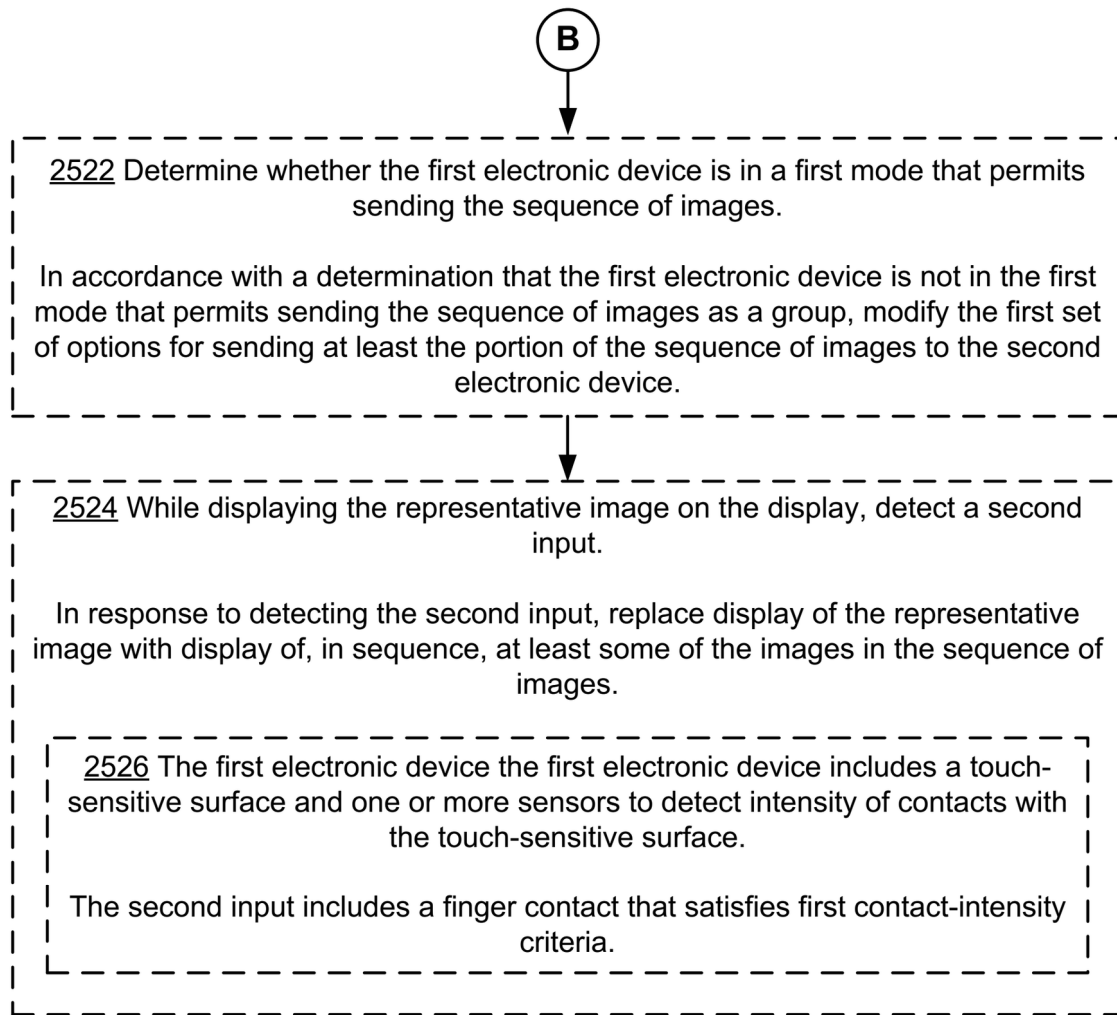 B
2522 Determine whether the first electronic device is in a first mode that permits
sending the sequence of images.
In accordance with a determination that the first electronic device is not in the first
mode that permits sending the sequence of images as a group, modify the first set
of options for sending at least the portion of the sequence of images to the second
electronic device.
2524 While displaying the representative image on the display, detect a second
input.
In response to detecting the second input, replace display of the representative
image with display of, in sequence, at least some of the images in the sequence of
images.
2526 The first electronic device the first electronic device includes a touch-
sensitive surface and one or more sensors to detect intensity of contacts with
the touch-sensitive surface.
The second input includes a finger contact that satisfies first contact-intensity
criteria.